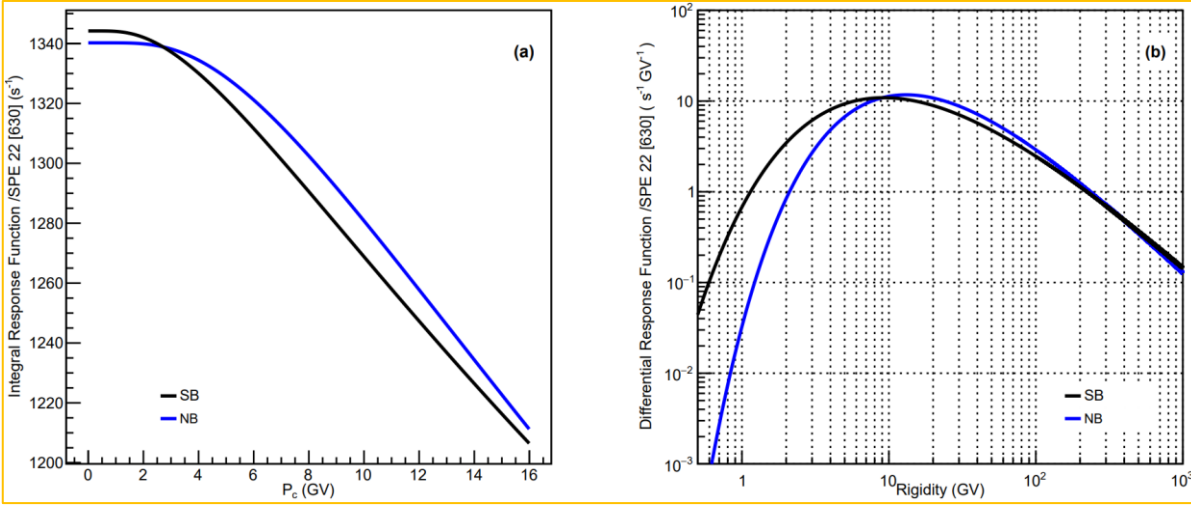 Integral Response Function /SPE 22 [630] (s⁻¹)
1340
1320
1300
1280
1260
1240
1220
1200
(a)
SB
NB
0 2 4 6 8 10 12 14 16
P_c (GV)
Differential Response Function /SPE 22 [630] ( s⁻¹ GV⁻¹)
10²
10
1
10⁻¹
10⁻²
10⁻³
(b)
SB
NB
1 10 10² 10³
Rigidity (GV)